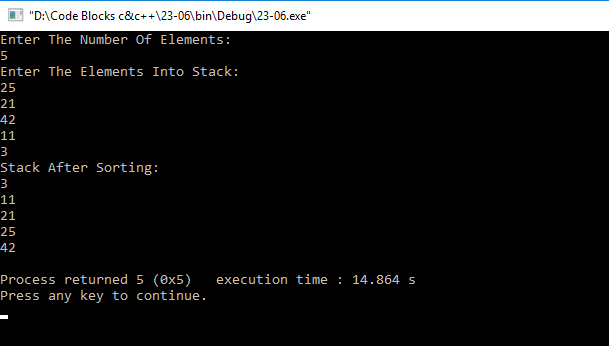 "D:\Code Blocks c&c++\23-06\bin\Debug\23-06.exe"
Enter The Number Of Elements:
5
Enter The Elements Into Stack:
25
21
42
11
3
Stack After Sorting:
3
11
21
25
42
Process returned 5 (0x5)   execution time : 14.864 s
Press any key to continue.